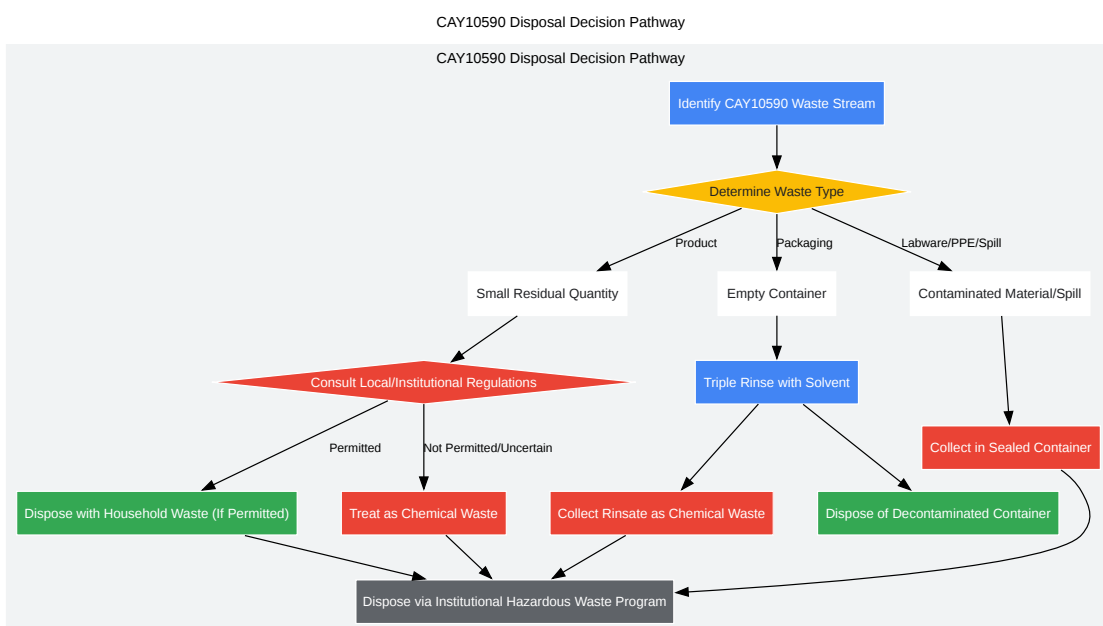 CAY10590 Disposal Decision Pathway
CAY10590 Disposal Decision Pathway
Identify CAY10590 Waste Stream
Determine Waste Type
Product
Packaging
Labware/PPE/Spill
Small Residual Quantity
Empty Container
Contaminated Material/Spill
Consult Local/Institutional Regulations
Triple Rinse with Solvent
Permitted
Not Permitted/Uncertain
Collect in Sealed Container
Dispose with Household Waste (If Permitted)
Treat as Chemical Waste
Collect Rinsate as Chemical Waste
Dispose of Decontaminated Container
Dispose via Institutional Hazardous Waste Program